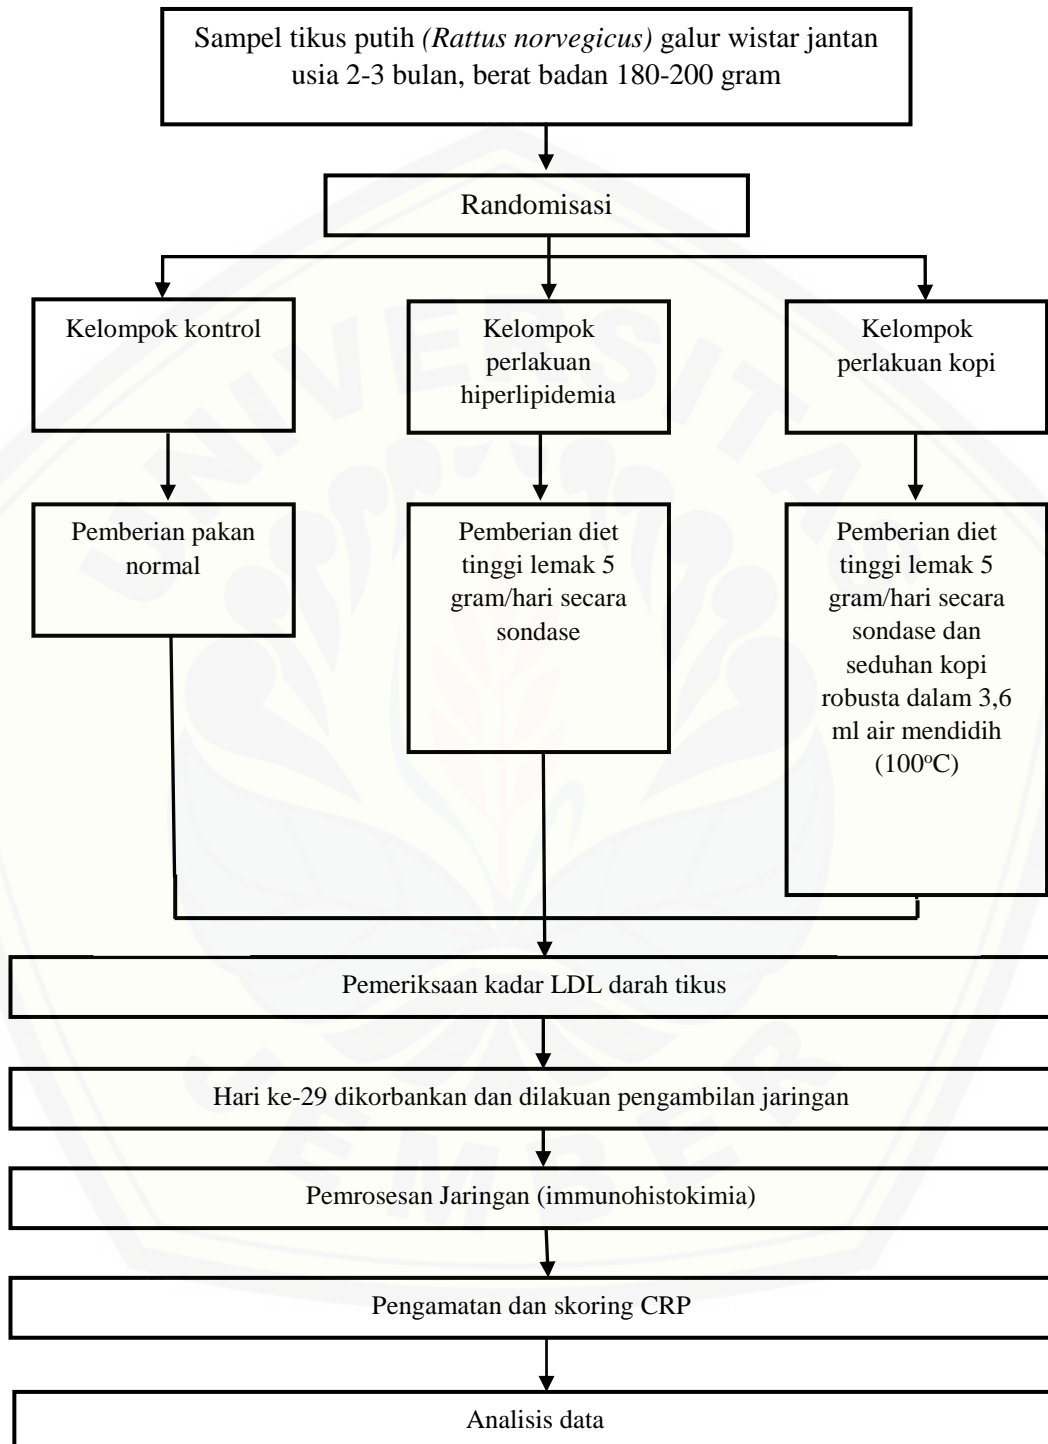 Sampel tikus putih (Rattus norvegicus) galur wistar jantan
usia 2-3 bulan, berat badan 180-200 gram
Randomisasi
Kelompok kontrol
Kelompok
perlakuan
hiperlipidemia
Kelompok
perlakuan kopi
Pemberian pakan
normal
Pemberian diet
tinggi lemak 5
gram/hari secara
sondase
Pemberian diet
tinggi lemak 5
gram/hari secara
sondase dan
seduhan kopi
robusta dalam 3,6
ml air mendidih
(100°C)
Pemeriksaan kadar LDL darah tikus
Hari ke-29 dikorbankan dan dilakuan pengambilan jaringan
Pemrosesan Jaringan (immunohistokimia)
Pengamatan dan skoring CRP
Analisis data
UNIVERSITAS
JEMBER